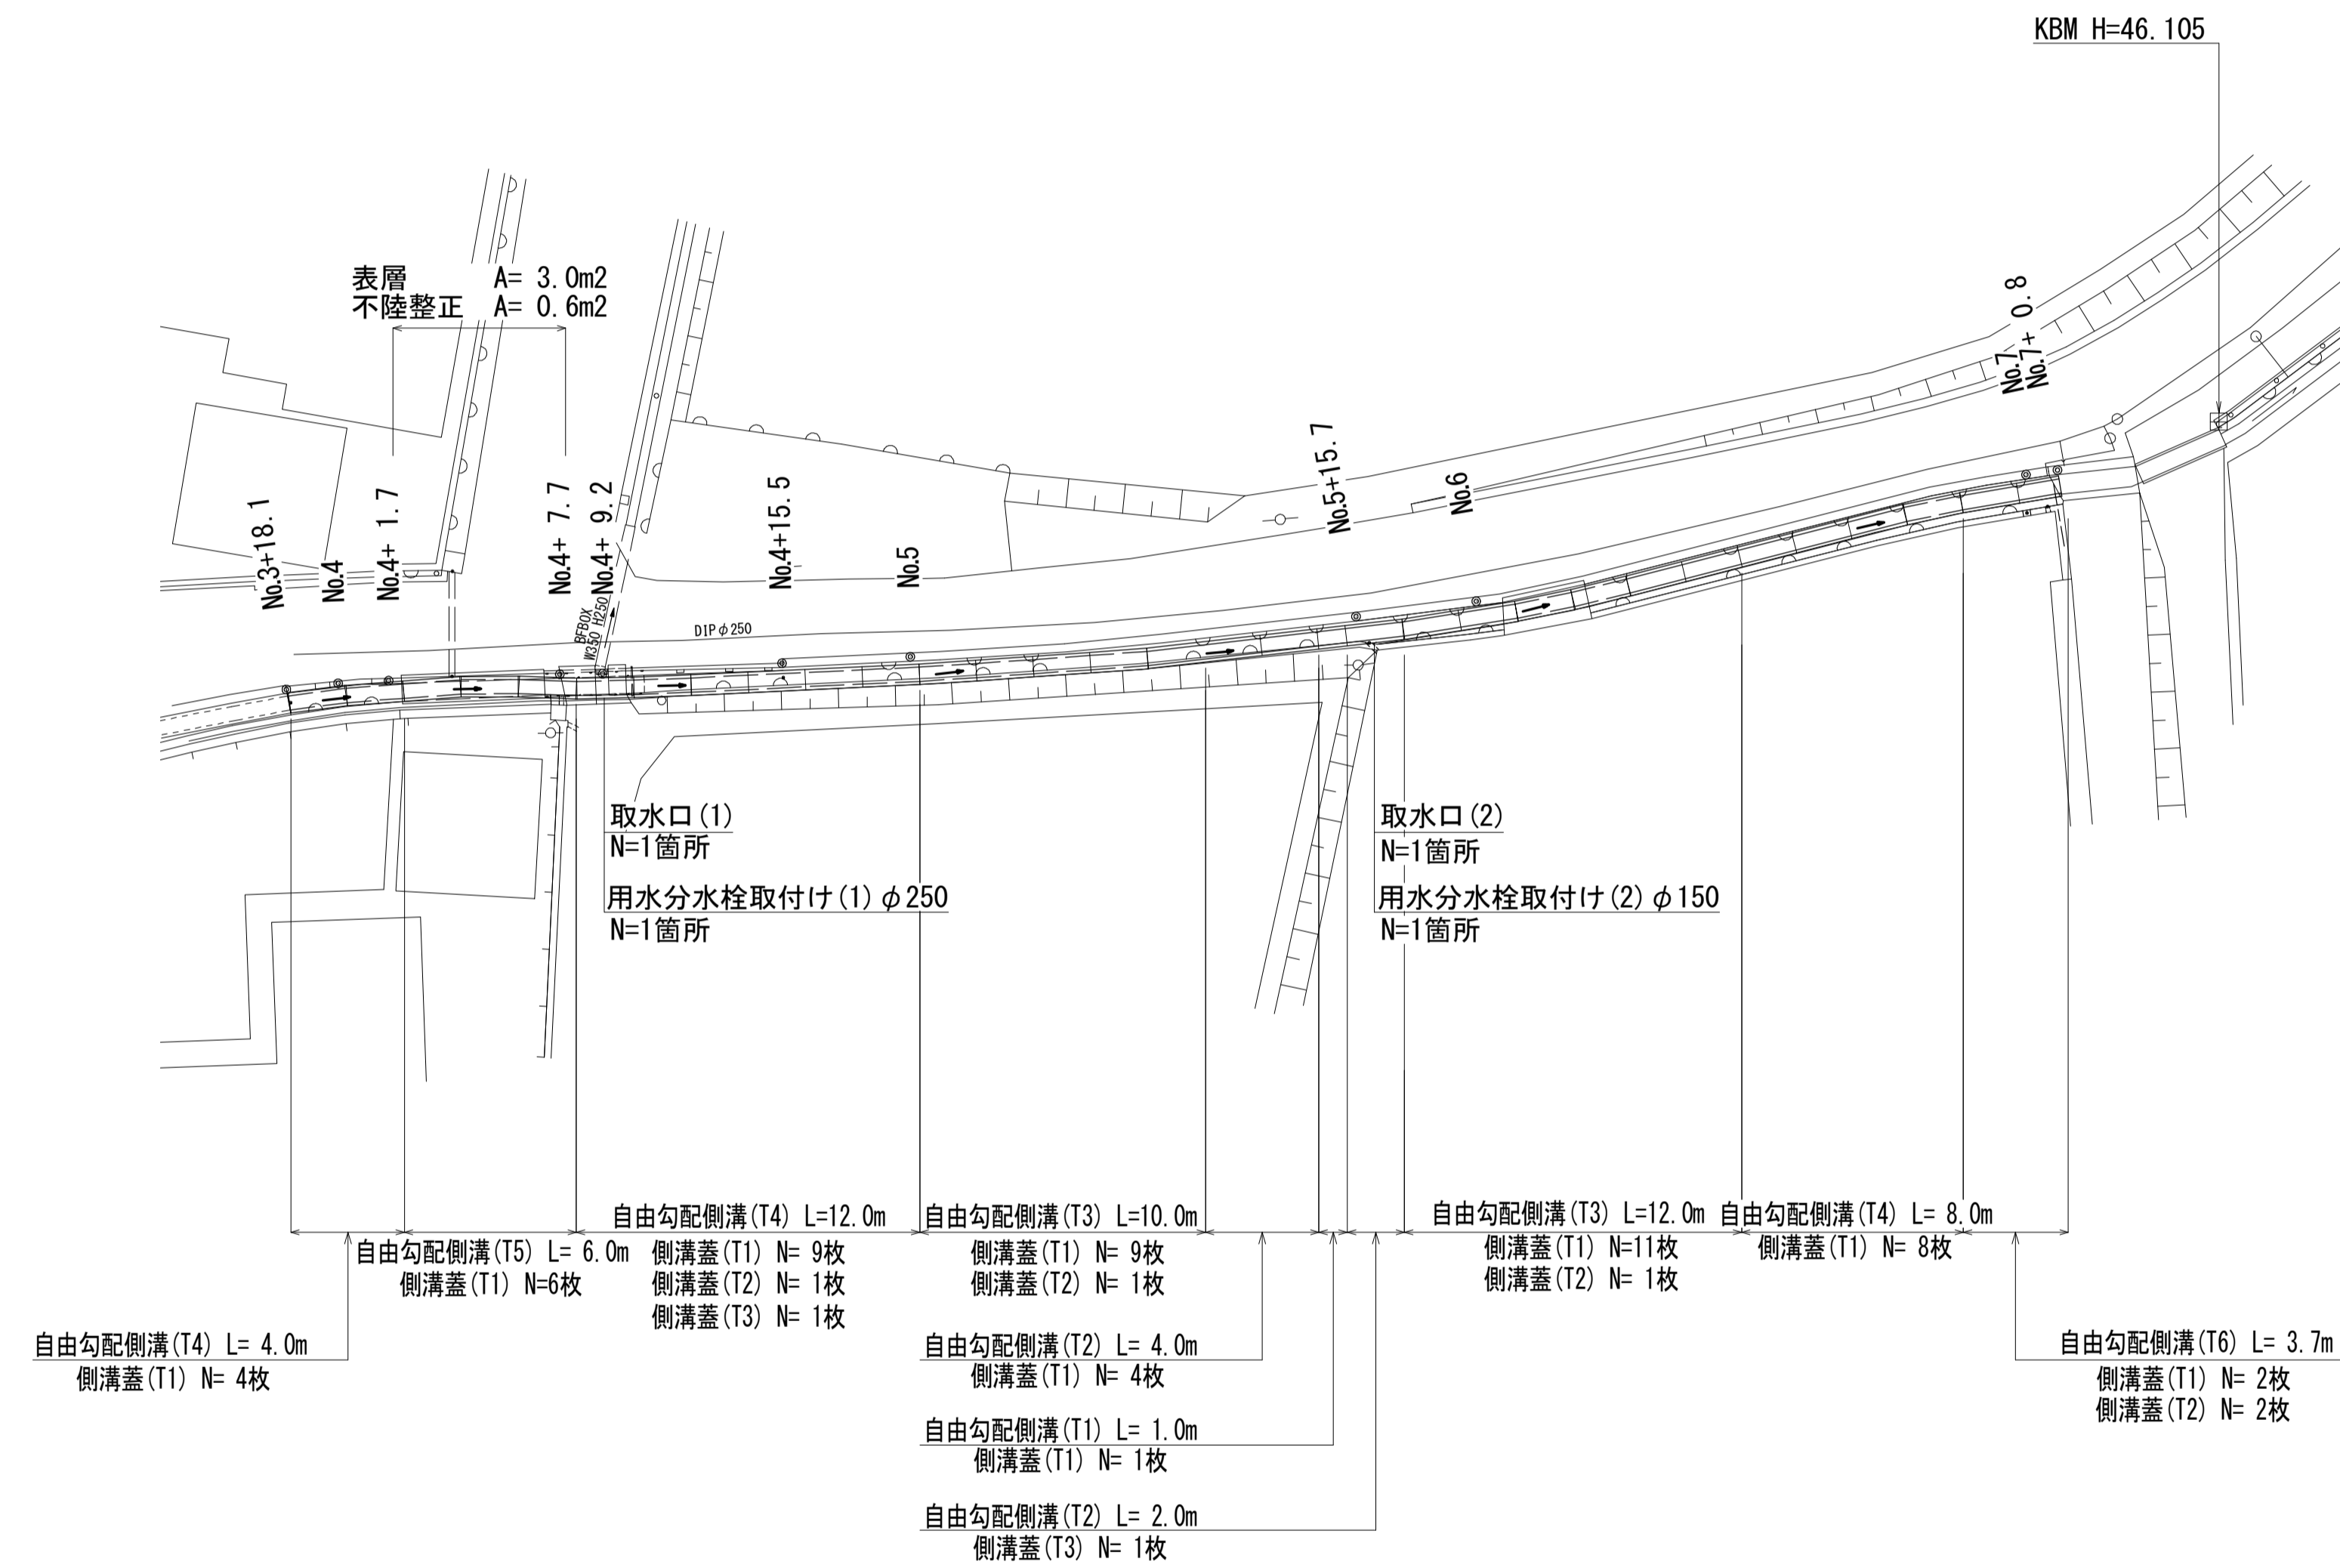 KBM H=46.105
表層 A= 3.0m2
不陸整正 A= 0.6m2
No.3+18.1
No.4
No.4+ 1.7
No.4+ 7.7
No.4+ 9.2
No.4+15.5
No.5
No.5+15.7
No.6
No.7
No.7+ 0.8
BFBOX
W350 H250
DIPφ250
取水口(1)
N=1箇所
用水分水栓取付け(1)φ250
N=1箇所
取水口(2)
N=1箇所
用水分水栓取付け(2)φ150
N=1箇所
自由勾配側溝(T4) L= 4.0m
側溝蓋(T1) N= 4枚
自由勾配側溝(T5) L= 6.0m
側溝蓋(T1) N=6枚
自由勾配側溝(T4) L=12.0m
側溝蓋(T1) N= 9枚
側溝蓋(T2) N= 1枚
側溝蓋(T3) N= 1枚
自由勾配側溝(T3) L=10.0m
側溝蓋(T1) N= 9枚
側溝蓋(T2) N= 1枚
自由勾配側溝(T2) L= 4.0m
側溝蓋(T1) N= 4枚
自由勾配側溝(T1) L= 1.0m
側溝蓋(T1) N= 1枚
自由勾配側溝(T2) L= 2.0m
側溝蓋(T3) N= 1枚
自由勾配側溝(T3) L=12.0m
側溝蓋(T1) N=11枚
側溝蓋(T2) N= 1枚
自由勾配側溝(T4) L= 8.0m
側溝蓋(T1) N= 8枚
自由勾配側溝(T6) L= 3.7m
側溝蓋(T1) N= 2枚
側溝蓋(T2) N= 2枚